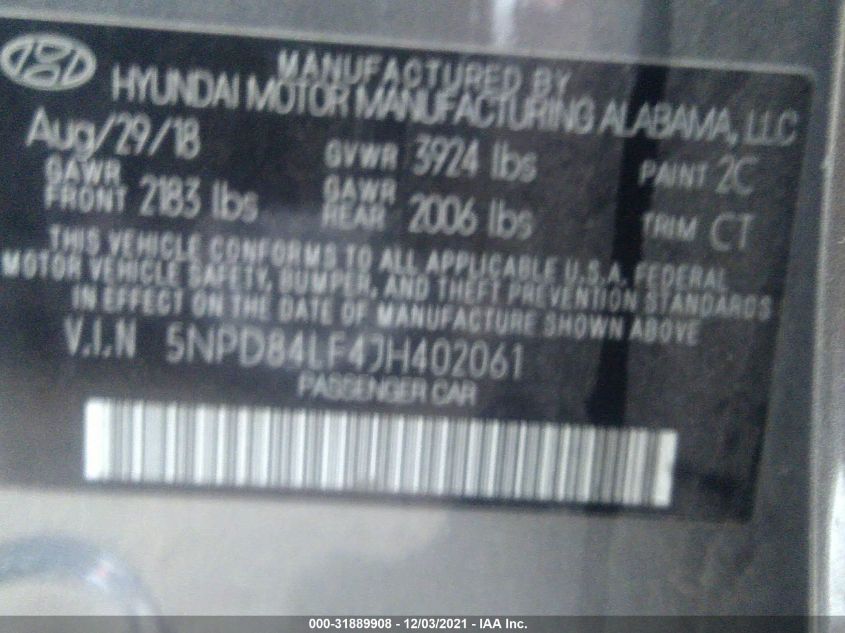 MANUFACTURED BY
HYUNDAI MOTOR MANUFACTURING ALABAMA, LLC
Aug/29/18 GVWR 3924 lbs PAINT 2C
GAWR FRONT 2183 lbs GAWR REAR 2006 lbs TRIM CT
THIS VEHICLE CONFORMS TO ALL APPLICABLE U.S.A. FEDERAL
MOTOR VEHICLE SAFETY, BUMPER, AND THEFT PREVENTION STANDARDS
IN EFFECT ON THE DATE OF MANUFACTURE SHOWN ABOVE
V.I.N 5NPD84LF4JH402061
PASSENGER CAR
000-31889908 - 12/03/2021 - IAA Inc.